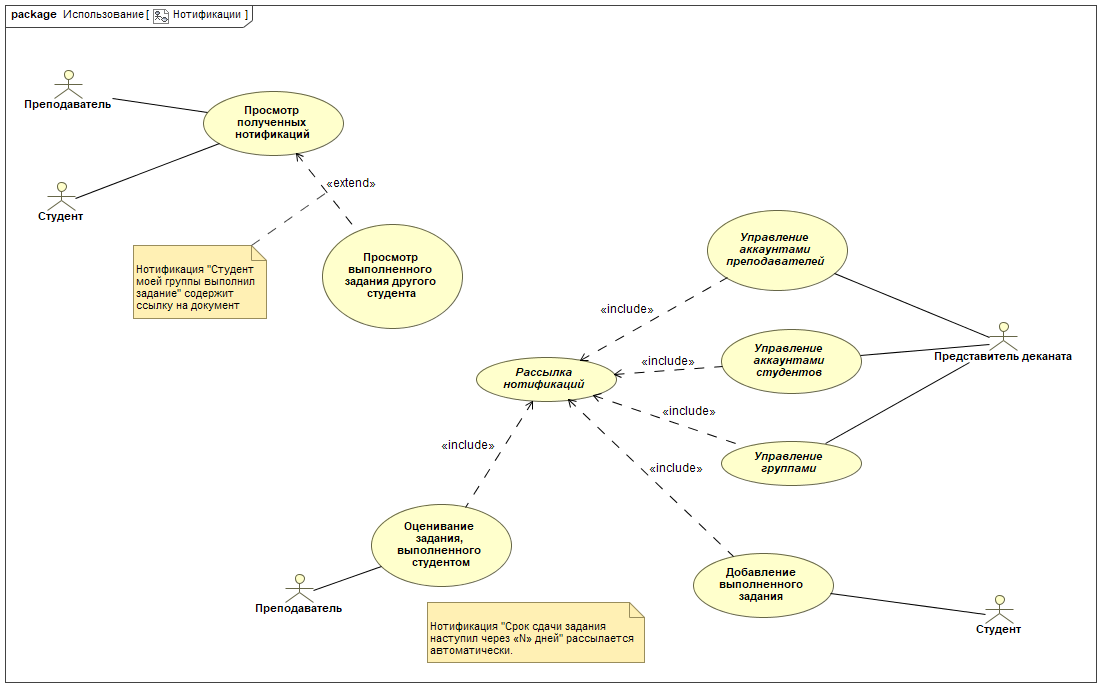 package Использование [ Нотификации ]
Преподаватель
Просмотр
полученных
нотификаций
«extend»
Студент
Нотификация "Студент
моей группы выполнил
задание" содержит
ссылку на документ
Просмотр
выполненного
задания другого
студента
Управление
аккаунтами
преподавателей
«include»
Представитель деканата
Управление
аккаунтами
студентов
«include»
Рассылка
нотификаций
«include»
Управление
группами
«include»
«include»
Оценивание
задания,
выполненного
студентом
Преподаватель
Добавление
выполненного
задания
Студент
Нотификация "Срок сдачи задания
наступил через «N» дней" рассылается
автоматически.